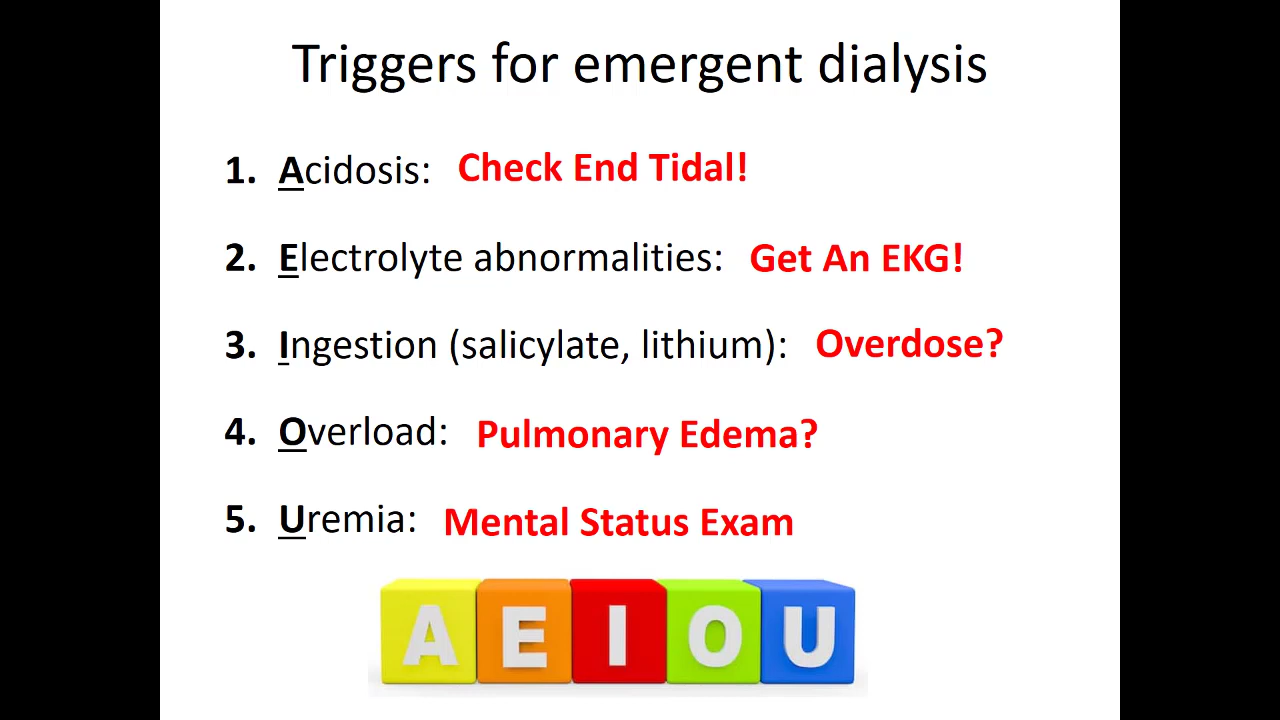 Triggers for emergent dialysis
1. Acidosis: Check End Tidal!
2. Electrolyte abnormalities: Get An EKG!
3. Ingestion (salicylate, lithium): Overdose?
4. Overload: Pulmonary Edema?
5. Uremia: Mental Status Exam
A E I O U